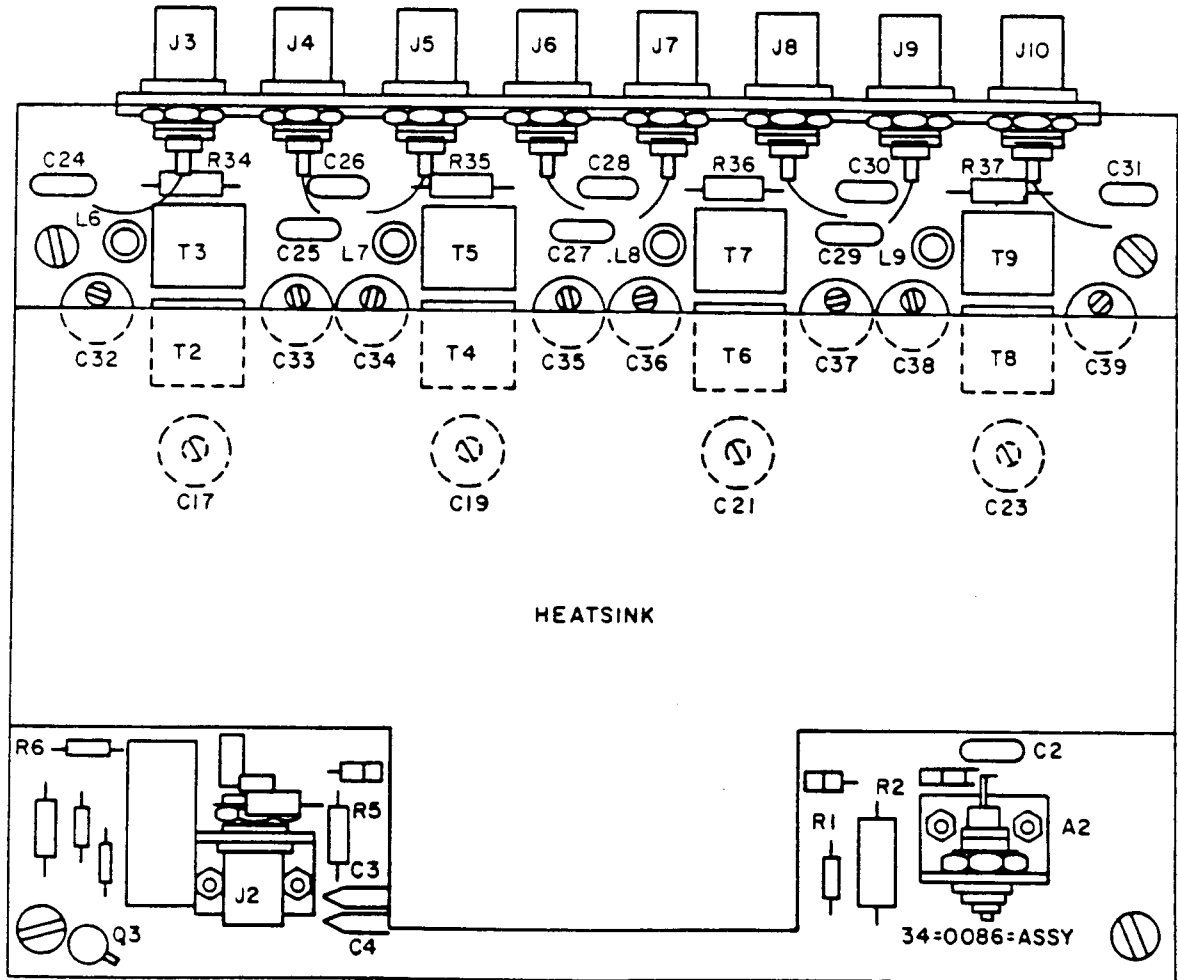 J3 J4 J5 J6 J7 J8 J9 J10
C24 R34 C26 R35 C28 R36 C30 R37 C31
L6 T3 C25 L7 T5 C27 .L8 T7 C29 L9 T9
C32 T2 C33 C34 T4 C35 C36 T6 C37 C38 T8 C39
C17 C19 C21 C23
HEATSINK
R6 C2
R5 R1 R2 A2
C3
J2
Q3 C4 34=0086=ASSY